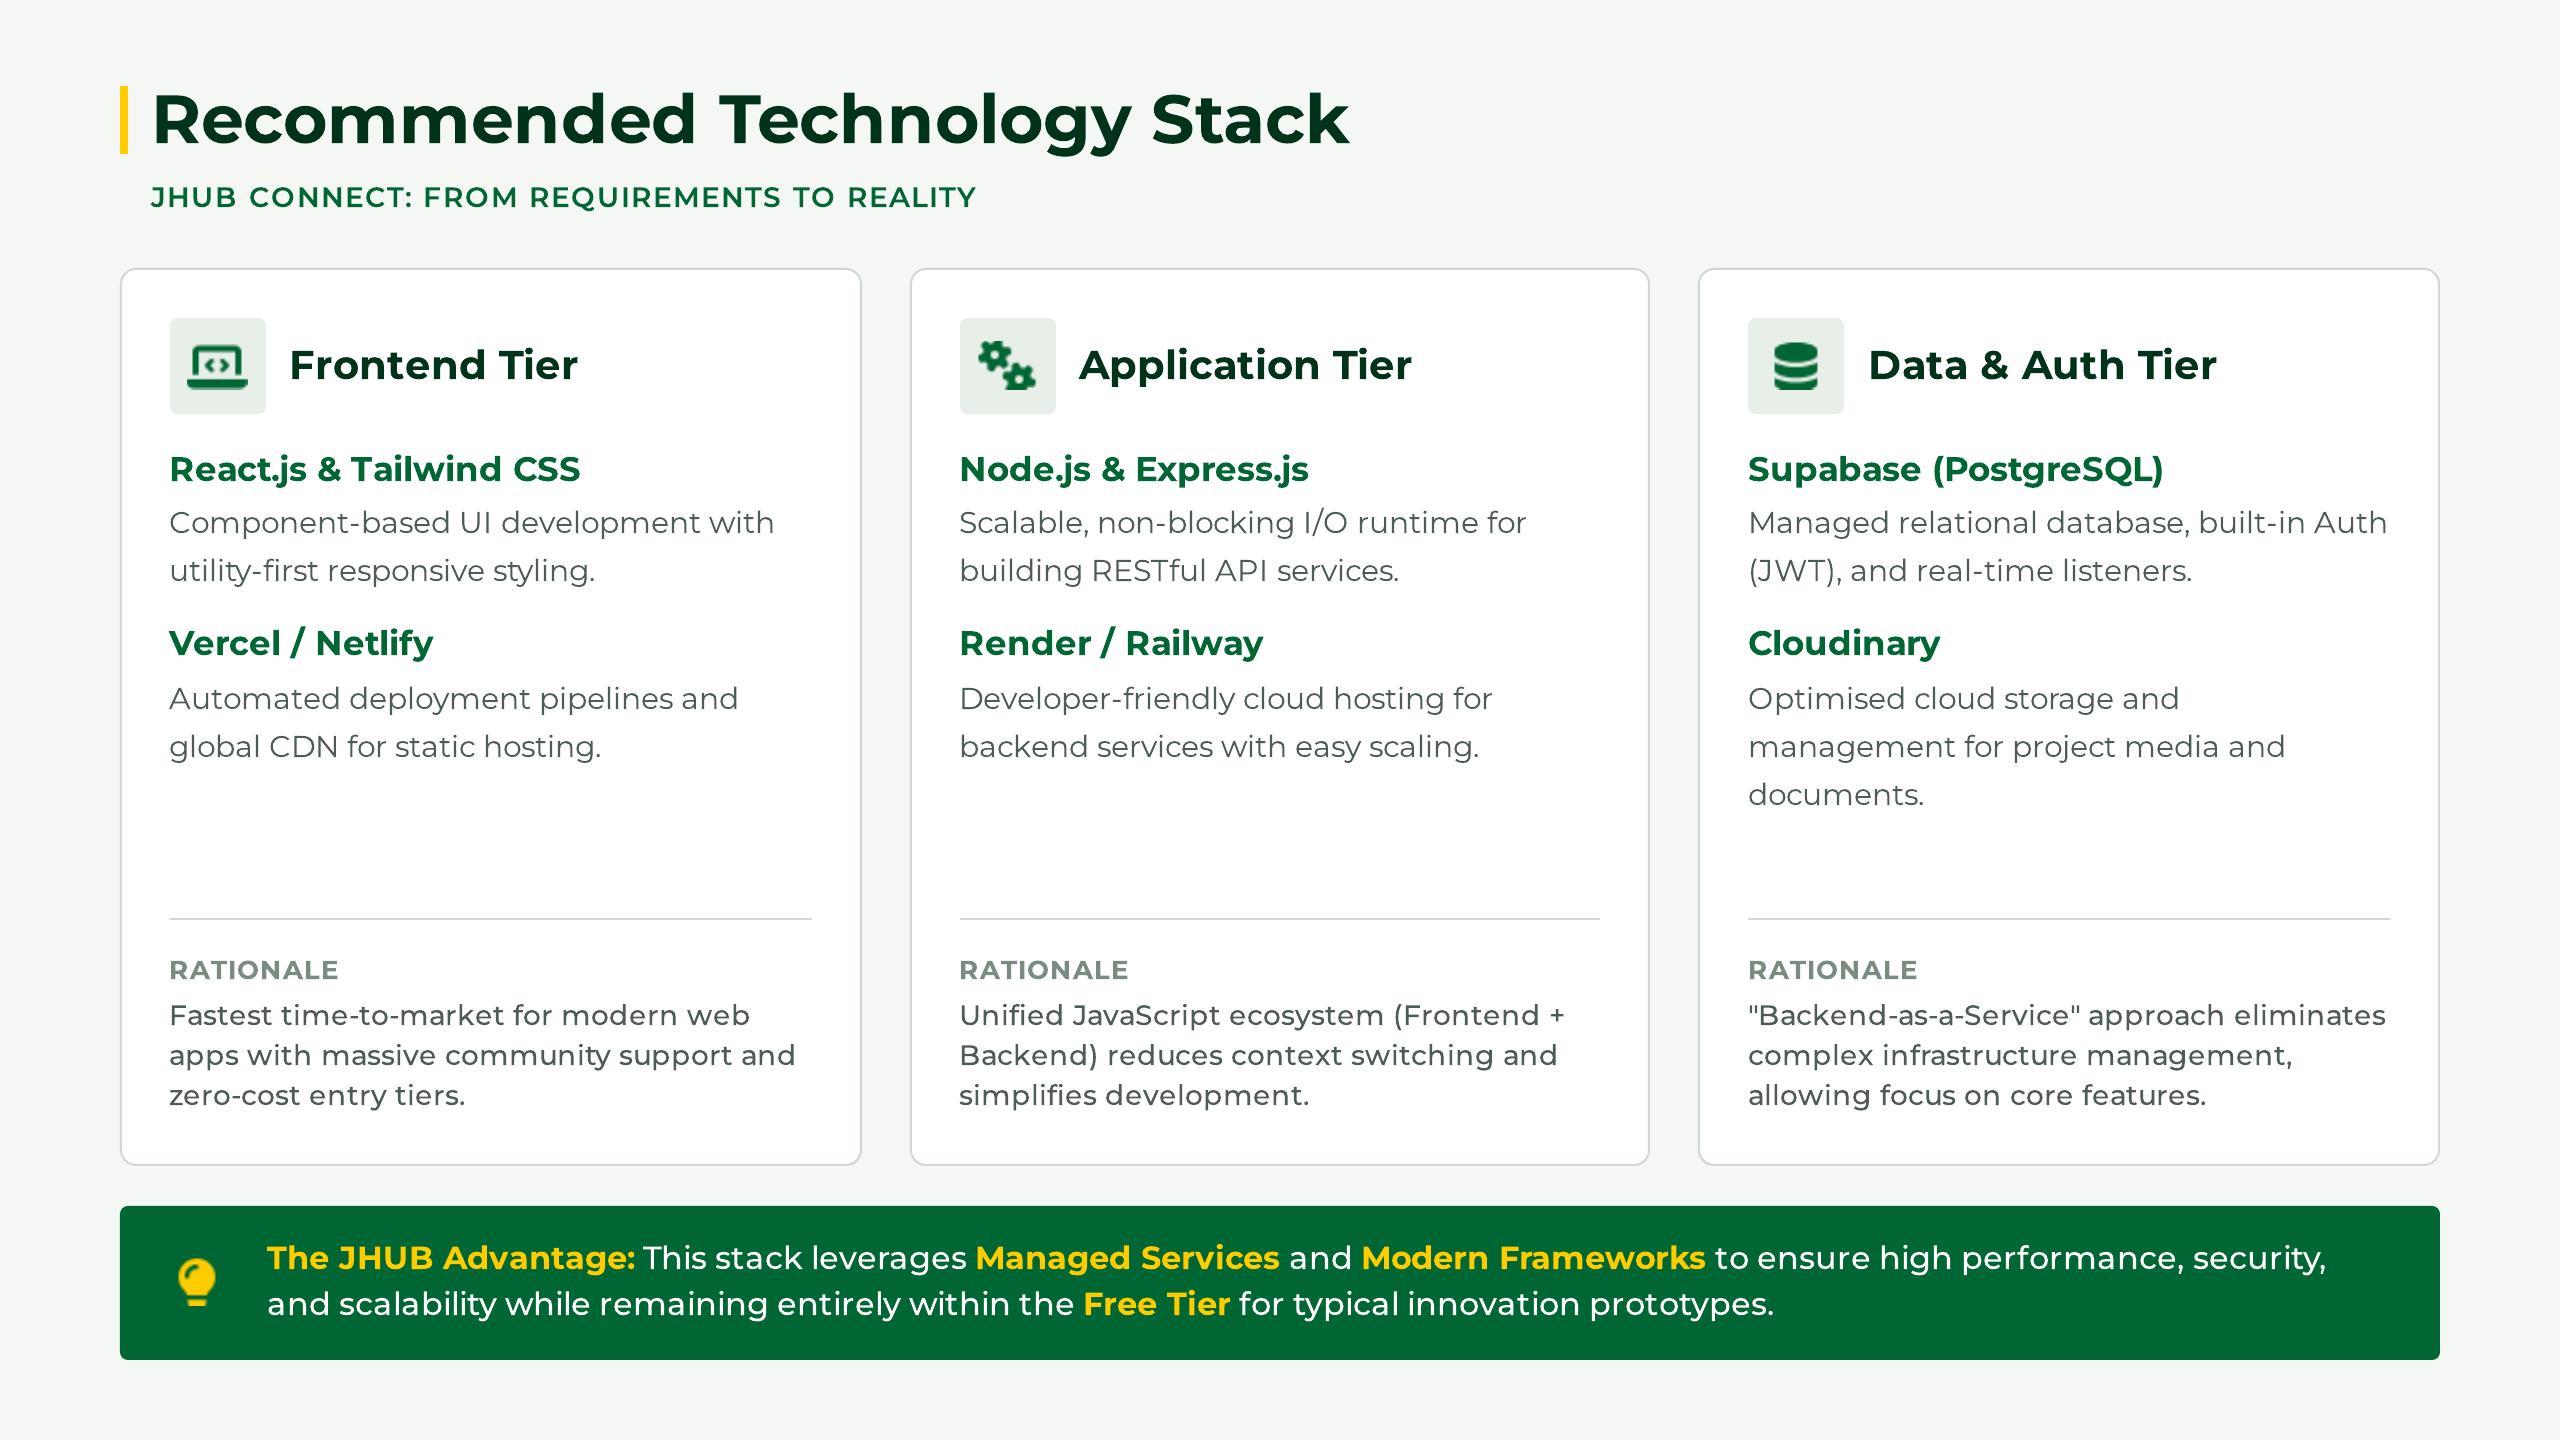 Recommended Technology Stack
JHUB CONNECT: FROM REQUIREMENTS TO REALITY
Frontend Tier
React.js & Tailwind CSS
Component-based UI development with
utility-first responsive styling.
Vercel / Netlify
Automated deployment pipelines and
global CDN for static hosting.
RATIONALE
Fastest time-to-market for modern web
apps with massive community support and
zero-cost entry tiers.
Application Tier
Node.js & Express.js
Scalable, non-blocking I/O runtime for
building RESTful API services.
Render / Railway
Developer-friendly cloud hosting for
backend services with easy scaling.
RATIONALE
Unified JavaScript ecosystem (Frontend +
Backend) reduces context switching and
simplifies development.
Data & Auth Tier
Supabase (PostgreSQL)
Managed relational database, built-in Auth
(JWT), and real-time listeners.
Cloudinary
Optimised cloud storage and
management for project media and
documents.
RATIONALE
"Backend-as-a-Service" approach eliminates
complex infrastructure management,
allowing focus on core features.
The JHUB Advantage: This stack leverages Managed Services and Modern Frameworks to ensure high performance, security,
and scalability while remaining entirely within the Free Tier for typical innovation prototypes.